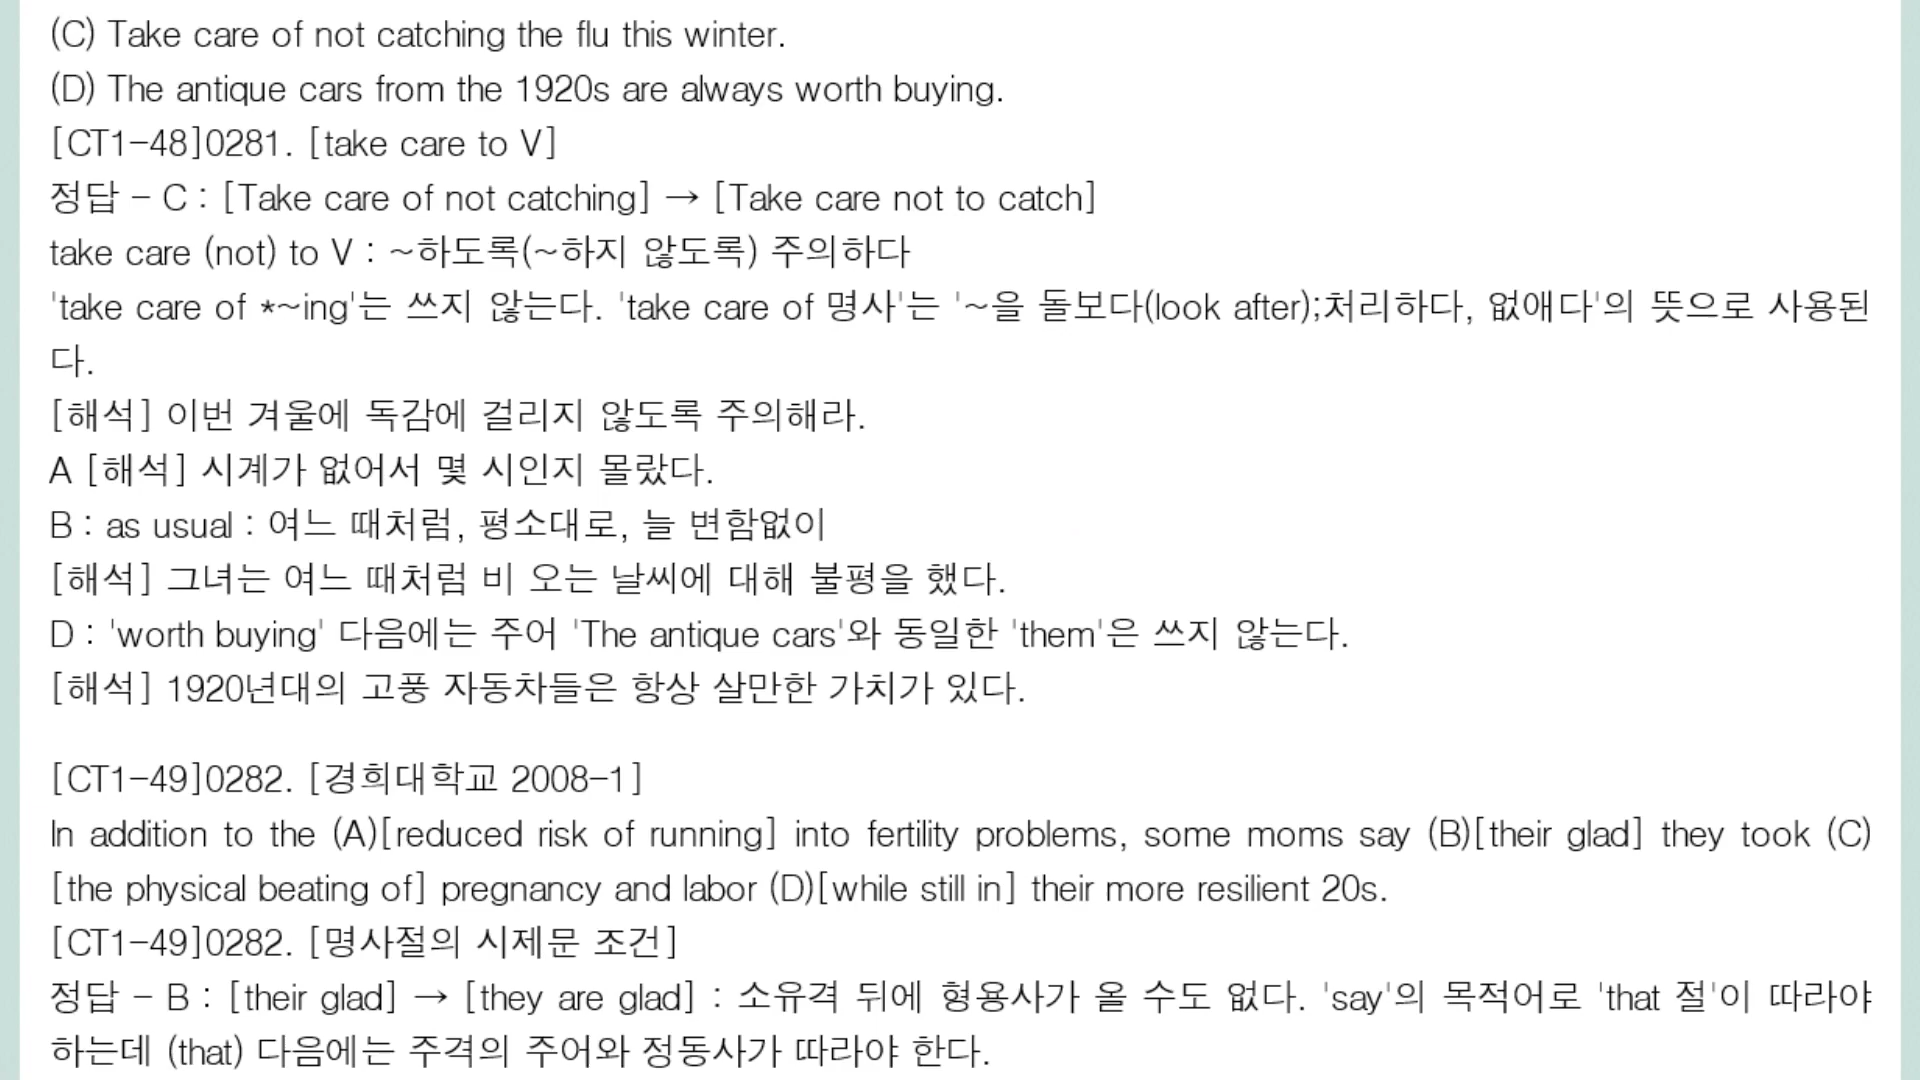 (C) Take care of not catching the flu this winter.
(D) The antique cars from the 1920s are always worth buying.
[CT1-48]0281. [take care to V]
정답 - C : [Take care of not catching] → [Take care not to catch]
take care (not) to V : ~하도록(~하지 않도록) 주의하다
'take care of *~ing'는 쓰지 않는다. 'take care of 명사'는 '~을 돌보다(look after);처리하다, 없애다'의 뜻으로 사용된
다.
[해석] 이번 겨울에 독감에 걸리지 않도록 주의해라.
A [해석] 시계가 없어서 몇 시인지 몰랐다.
B : as usual : 여느 때처럼, 평소대로, 늘 변함없이
[해석] 그녀는 여느 때처럼 비 오는 날씨에 대해 불평을 했다.
D : 'worth buying' 다음에는 주어 'The antique cars'와 동일한 'them'은 쓰지 않는다.
[해석] 1920년대의 고풍 자동차들은 항상 살만한 가치가 있다.
[CT1-49]0282. [경희대학교 2008-1]
In addition to the (A)[reduced risk of running] into fertility problems, some moms say (B)[their glad] they took (C)
[the physical beating of] pregnancy and labor (D)[while still in] their more resilient 20s.
[CT1-49]0282. [명사절의 시제문 조건]
정답 - B : [their glad] → [they are glad] : 소유격 뒤에 형용사가 올 수도 없다. 'say'의 목적어로 'that 절'이 따라야
하는데 (that) 다음에는 주격의 주어와 정동사가 따라야 한다.